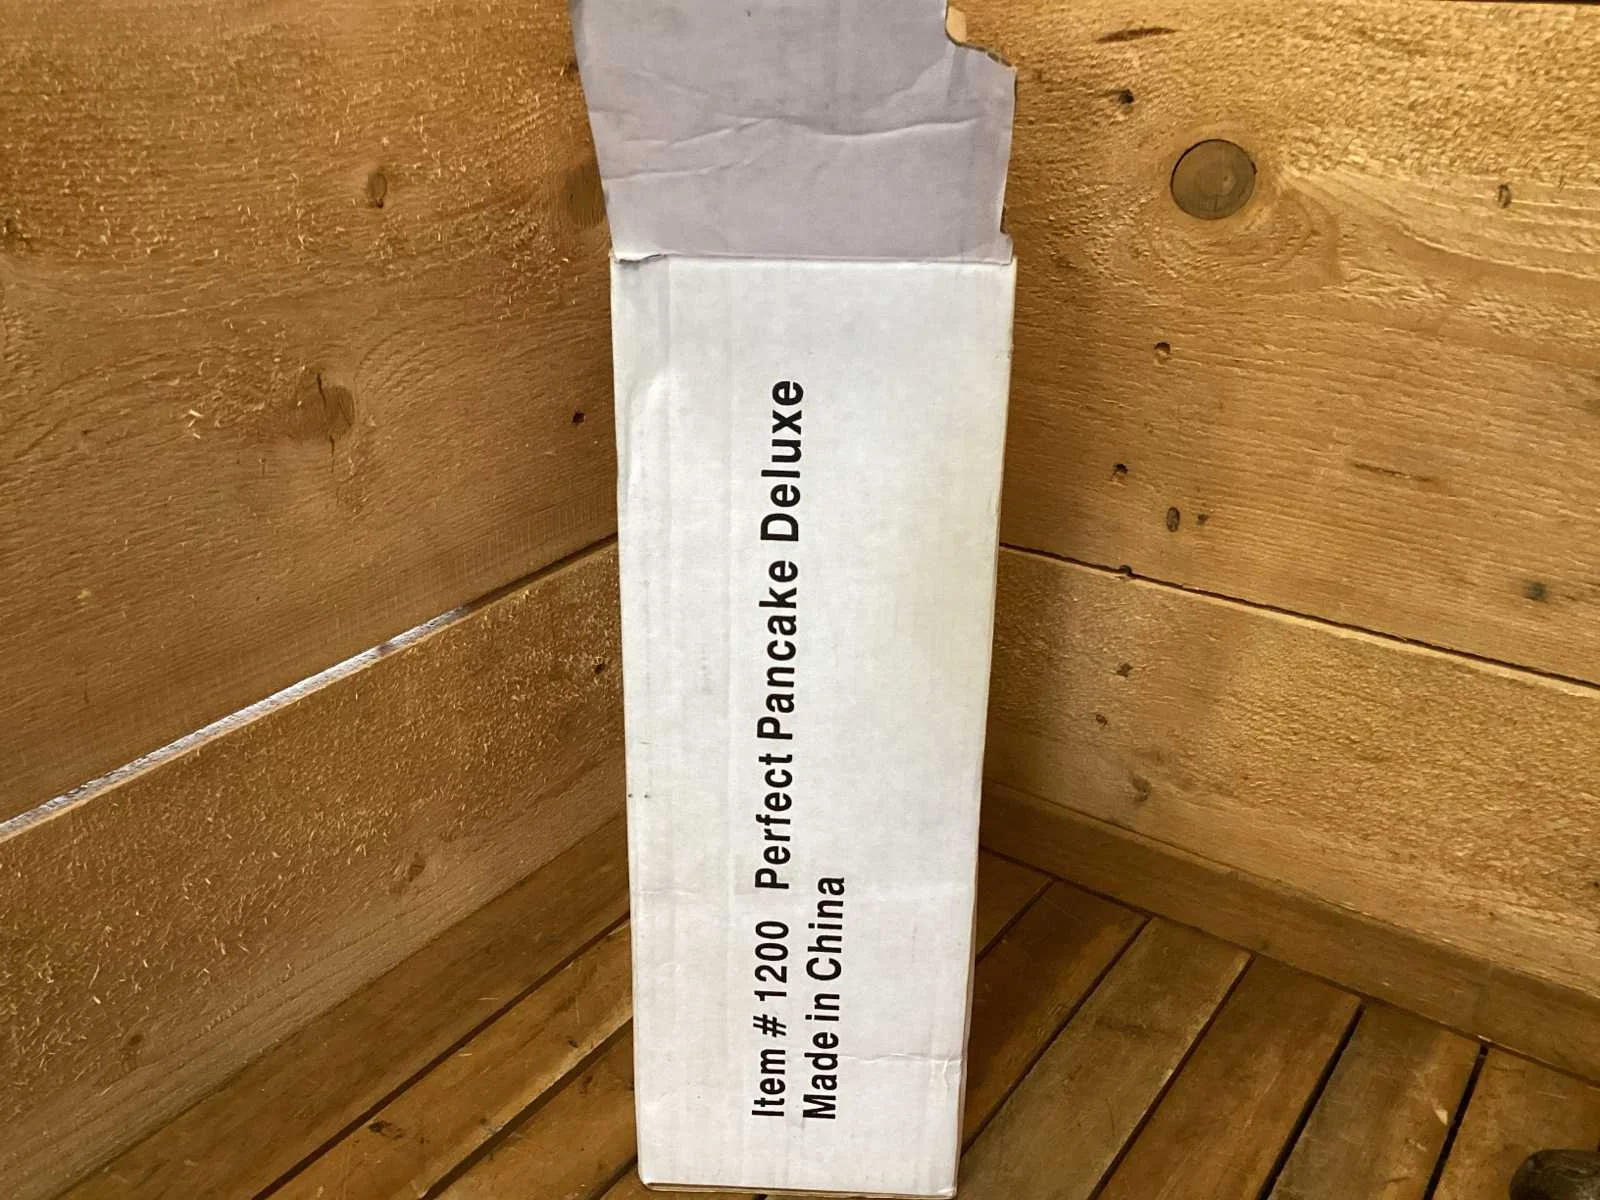 Item # 1200 Perfect Pancake Deluxe
Made in China